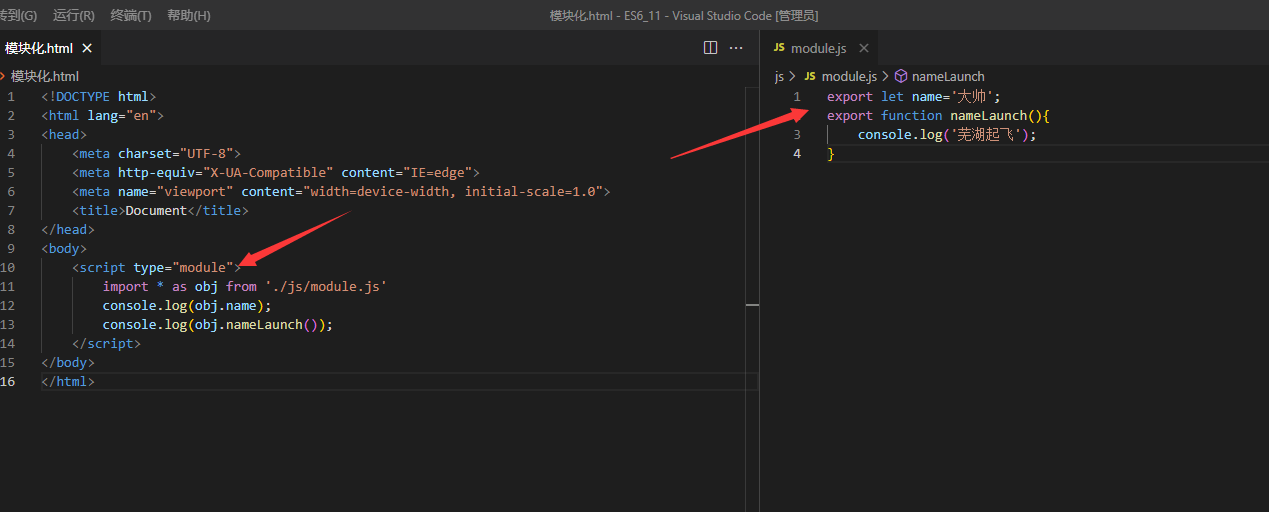 转到(G) 运行(R) 终端(T) 帮助(H) 模块化.html - ES6_11 - Visual Studio Code [管理员]
模块化.html
模块化.html
1 <!DOCTYPE html>
2 <html lang="en">
3 <head>
4 <meta charset="UTF-8">
5 <meta http-equiv="X-UA-Compatible" content="IE=edge">
6 <meta name="viewport" content="width=device-width, initial-scale=1.0">
7 <title>Document</title>
8 </head>
9 <body>
10 <script type="module">
11 import * as obj from './js/module.js'
12 console.log(obj.name);
13 console.log(obj.nameLaunch());
14 </script>
15 </body>
16 </html>
JS module.js
js > JS module.js > nameLaunch
1 export let name='大帅';
export function nameLaunch(){
3 console.log('芜湖起飞');
4 }